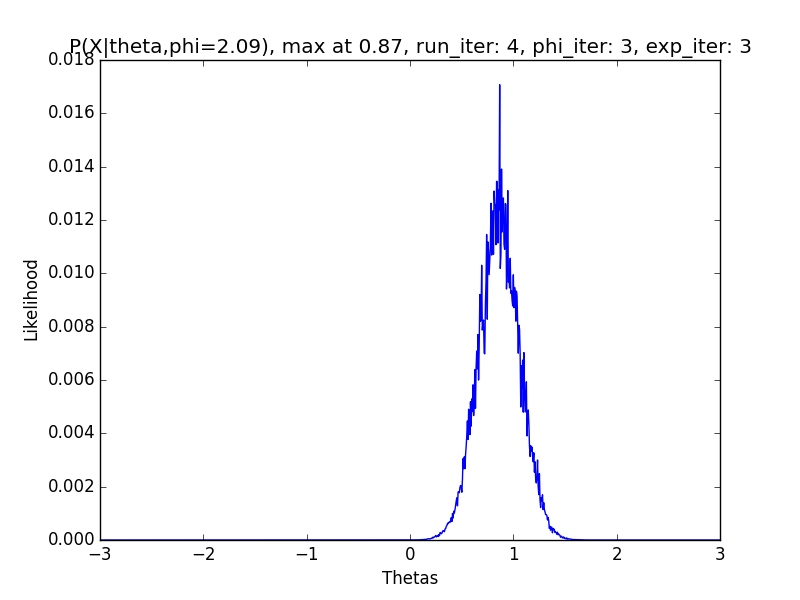 P(X|theta,phi=2.09), max at 0.87, run_iter: 4, phi_iter: 3, exp_iter: 3
0.018
0.016
0.014
0.012
0.010
0.008
0.006
0.004
0.002
0.000
Likelihood
−3 −2 −1 0 1 2 3
Thetas